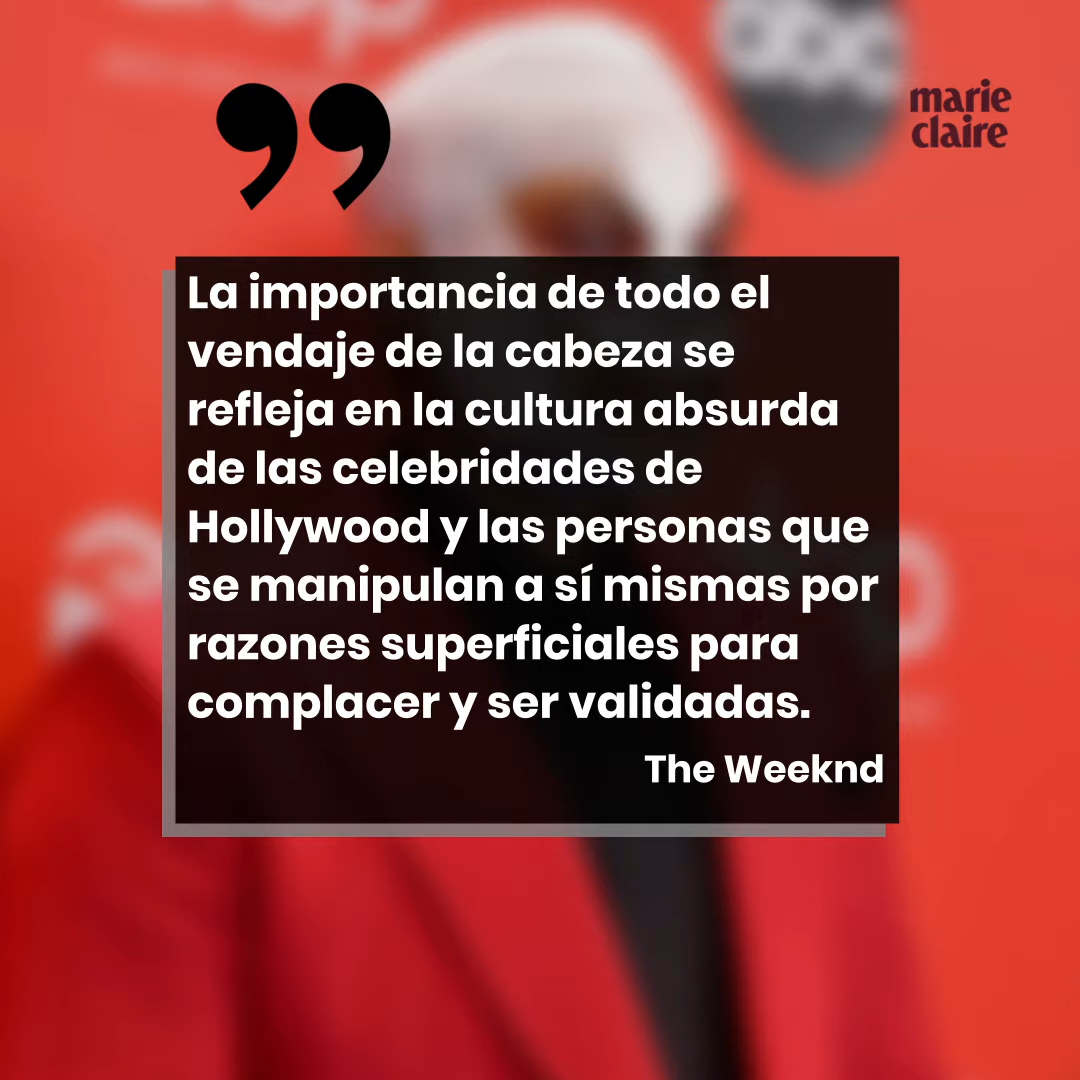 marie
claire
La importancia de todo el
vendaje de la cabeza se
refleja en la cultura absurda
de las celebridades de
Hollywood y las personas que
se manipulan a sí mismas por
razones superficiales para
complacer y ser validadas.
The Weeknd
abc